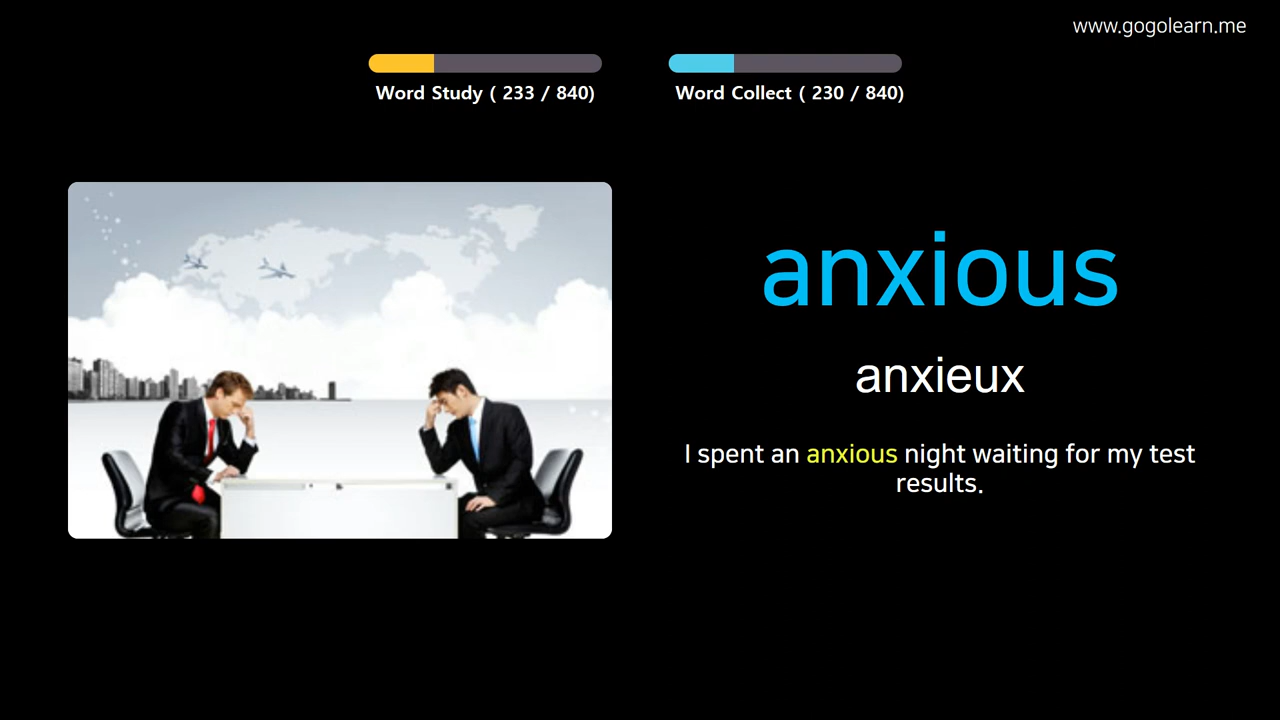 www.gogolearn.me
Word Study ( 233 / 840)
Word Collect ( 230 / 840)
anxious
anxieux
I spent an anxious night waiting for my test
results.